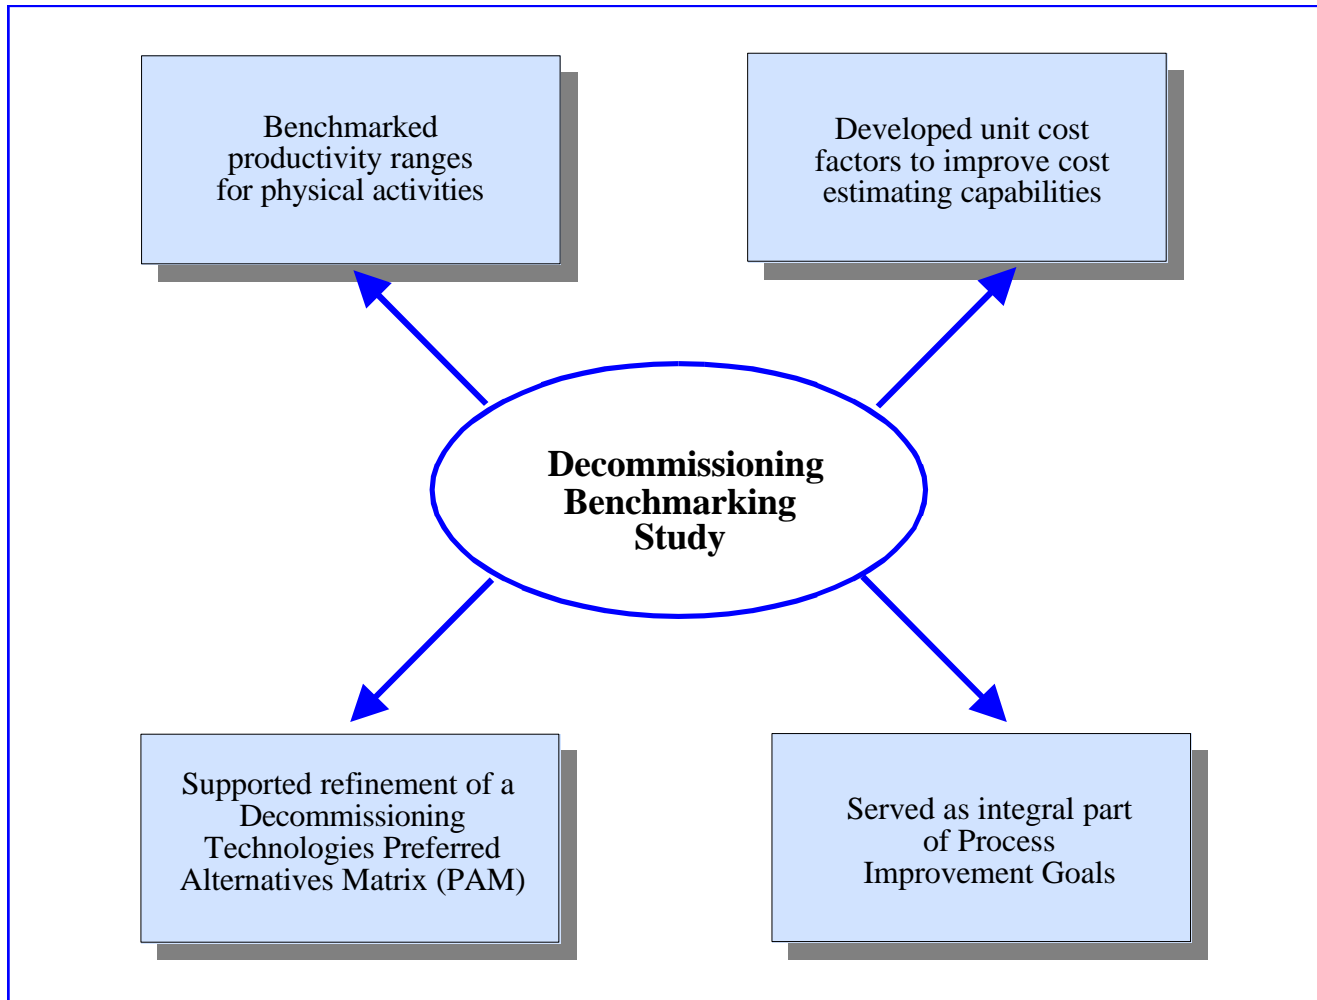 Benchmarked
productivity ranges
for physical activities
Developed unit cost
factors to improve cost
estimating capabilities
Decommissioning
Benchmarking
Study
Supported refinement of a
Decommissioning
Technologies Preferred
Alternatives Matrix (PAM)
Served as integral part
of Process
Improvement Goals